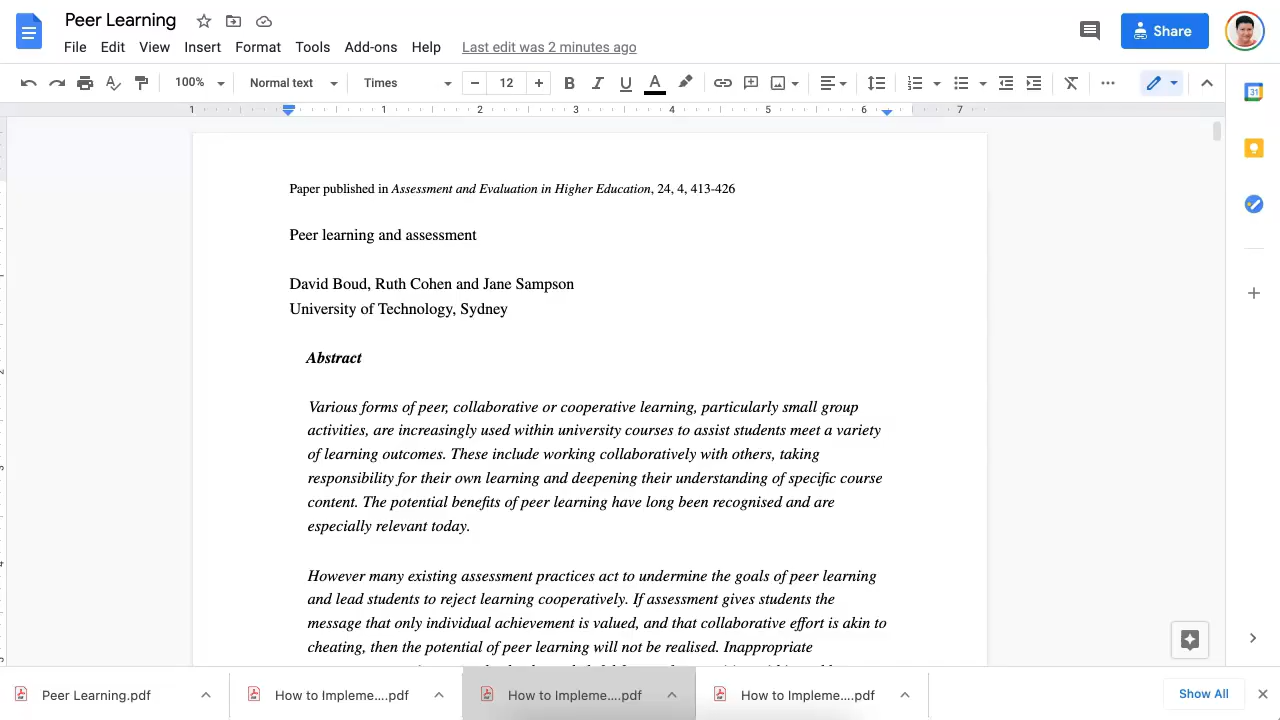 Peer Learning
File Edit View Insert Format Tools Add-ons Help Last edit was 2 minutes ago
Share
100% Normal text Times 12 B I U A
1 1 2 3 4 5 6 7
31
Paper published in Assessment and Evaluation in Higher Education, 24, 4, 413-426
Peer learning and assessment
David Boud, Ruth Cohen and Jane Sampson
University of Technology, Sydney
Abstract
Various forms of peer, collaborative or cooperative learning, particularly small group
activities, are increasingly used within university courses to assist students meet a variety
of learning outcomes. These include working collaboratively with others, taking
responsibility for their own learning and deepening their understanding of specific course
content. The potential benefits of peer learning have long been recognised and are
especially relevant today.
However many existing assessment practices act to undermine the goals of peer learning
and lead students to reject learning cooperatively. If assessment gives students the
message that only individual achievement is valued, and that collaborative effort is akin to
cheating, then the potential of peer learning will not be realised. Inappropriate
Peer Learning.pdf How to Impleme....pdf How to Impleme....pdf How to Impleme....pdf Show All